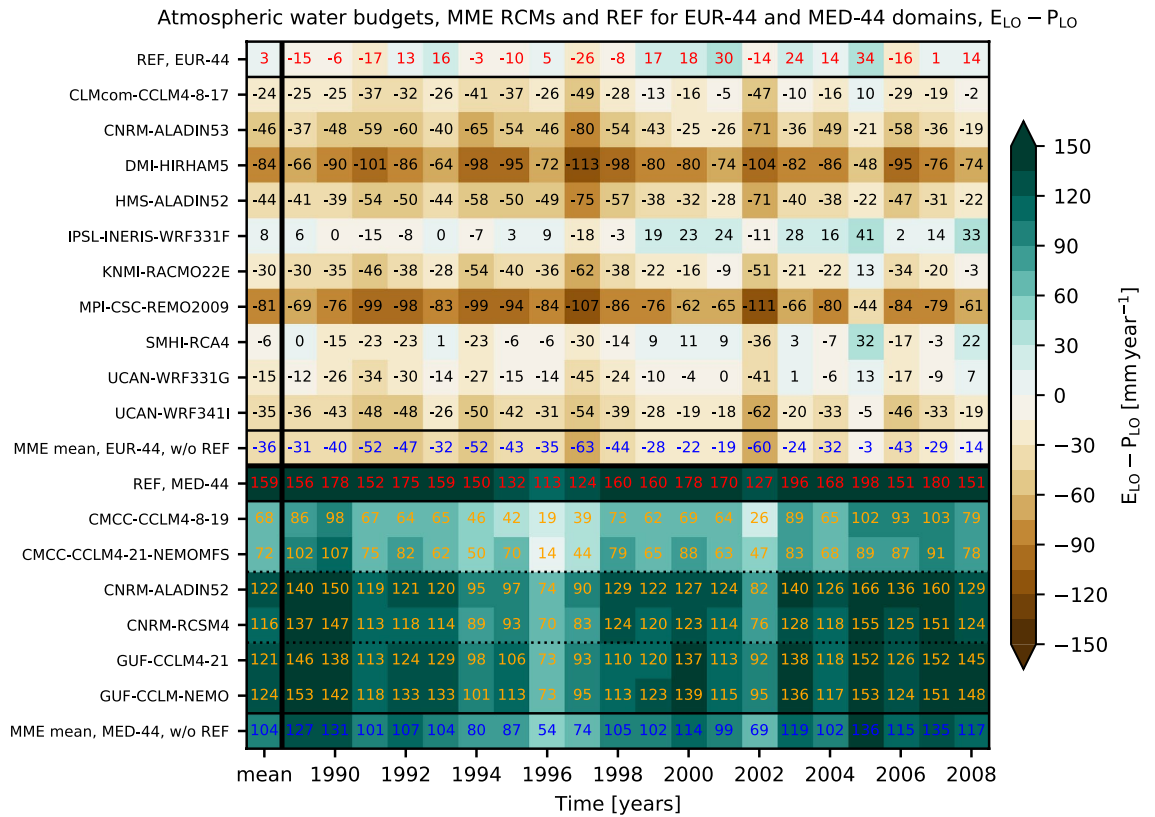 Atmospheric water budgets, MME RCMs and REF for EUR-44 and MED-44 domains, E_LO − P_LO
REF, EUR-44 3 -15 -6 -17 13 16 -3 -10 5 -26 -8 17 18 30 -14 24 14 34 -16 1 14
CLMcom-CCLM4-8-17 -24 -25 -25 -37 -32 -26 -41 -37 -26 -49 -28 -13 -16 -5 -47 -10 -16 10 -29 -19 -2
CNRM-ALADIN53 -46 -37 -48 -59 -60 -40 -65 -54 -46 -80 -54 -43 -25 -26 -71 -36 -49 -21 -58 -36 -19
DMI-HIRHAM5 -84 -66 -90 -101 -86 -64 -98 -95 -72 -113 -98 -80 -80 -74 -104 -82 -86 -48 -95 -76 -74
HMS-ALADIN52 -44 -41 -39 -54 -50 -44 -58 -50 -49 -75 -57 -38 -32 -28 -71 -40 -38 -22 -47 -31 -22
IPSL-INERIS-WRF331F 8 6 0 -15 -8 0 -7 3 9 -18 -3 19 23 24 -11 28 16 41 2 14 33
KNMI-RACMO22E -30 -30 -35 -46 -38 -28 -54 -40 -36 -62 -38 -22 -16 -9 -51 -21 -22 13 -34 -20 -3
MPI-CSC-REMO2009 -81 -69 -76 -99 -98 -83 -99 -94 -84 -107 -86 -76 -62 -65 -111 -66 -80 -44 -84 -79 -61
SMHI-RCA4 -6 0 -15 -23 -23 1 -23 -6 -6 -30 -14 9 11 9 -36 3 -7 32 -17 -3 22
UCAN-WRF331G -15 -12 -26 -34 -30 -14 -27 -15 -14 -45 -24 -10 -4 0 -41 1 -6 13 -17 -9 7
UCAN-WRF341I -35 -36 -43 -48 -48 -26 -50 -42 -31 -54 -39 -28 -19 -18 -62 -20 -33 -5 -46 -33 -19
MME mean, EUR-44, w/o REF -36 -31 -40 -52 -47 -32 -52 -43 -35 -63 -44 -28 -22 -19 -60 -24 -32 -3 -43 -29 -14
REF, MED-44 159 156 178 152 175 159 150 132 113 124 160 160 178 170 127 196 168 198 151 180 151
CMCC-CCLM4-8-19 68 86 98 67 64 65 46 42 19 39 73 62 69 64 26 89 65 102 93 103 79
CMCC-CCLM4-21-NEMOMFS 72 102 107 75 82 62 50 70 14 44 79 65 88 63 47 83 68 89 87 91 78
CNRM-ALADIN52 122 140 150 119 121 120 95 97 74 90 129 122 127 124 82 140 126 166 136 160 129
CNRM-RCSM4 116 137 147 113 118 114 89 93 70 83 124 120 123 114 76 128 118 155 125 151 124
GUF-CCLM4-21 121 146 138 113 124 129 98 106 73 93 110 120 137 113 92 138 118 152 126 152 145
GUF-CCLM-NEMO 124 153 142 118 133 133 101 113 73 95 113 123 139 115 95 136 117 153 124 151 148
MME mean, MED-44, w/o REF 104 127 131 101 107 104 80 87 54 74 105 102 114 99 69 119 102 136 115 135 117
mean 1990 1992 1994 1996 1998 2000 2002 2004 2006 2008
Time [years]
150
120
90
60
30
0
−30
−60
−90
−120
−150
E_LO − P_LO [mm year⁻¹]